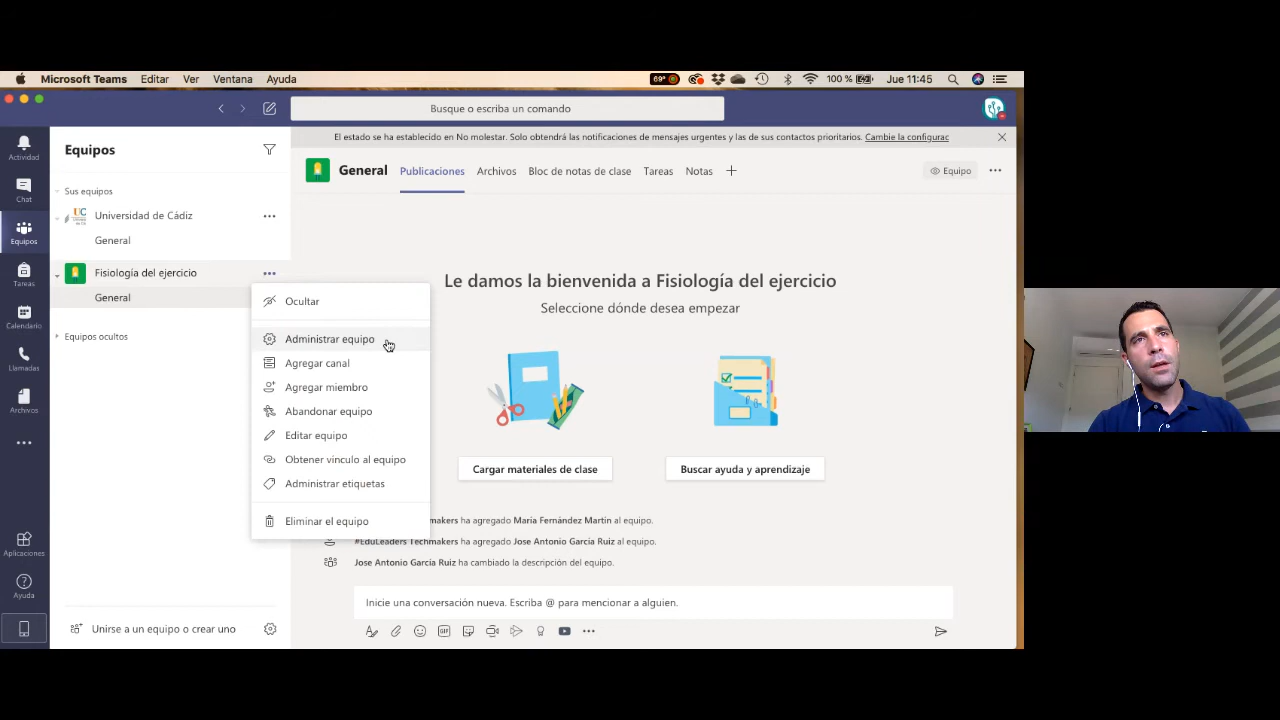 Microsoft Teams Editar Ver Ventana Ayuda
69° 100 % Jue 11:45
Busque o escriba un comando
El estado se ha establecido en No molestar. Solo obtendrá las notificaciones de mensajes urgentes y las de sus contactos prioritarios. Cambie la configurac
Actividad
Chat
Equipos
Tareas
Calendario
Llamadas
Archivos
Aplicaciones
Ayuda
Equipos
Sus equipos
UC
Universidad de Cádiz
General
Fisiología del ejercicio
General
Equipos ocultos
Unirse a un equipo o crear uno
General Publicaciones Archivos Bloc de notas de clase Tareas Notas
Equipo
Ocultar
Administrar equipo
Agregar canal
Agregar miembro
Abandonar equipo
Editar equipo
Obtener vínculo al equipo
Administrar etiquetas
Eliminar el equipo
Le damos la bienvenida a Fisiología del ejercicio
Seleccione dónde desea empezar
Cargar materiales de clase
Buscar ayuda y aprendizaje
makers ha agregado María Fernández Martín al equipo.
#EduLeaders Techmakers ha agregado Jose Antonio García Ruiz al equipo.
Jose Antonio García Ruiz ha cambiado la descripción del equipo.
Inicie una conversación nueva. Escriba @ para mencionar a alguien.
GIF